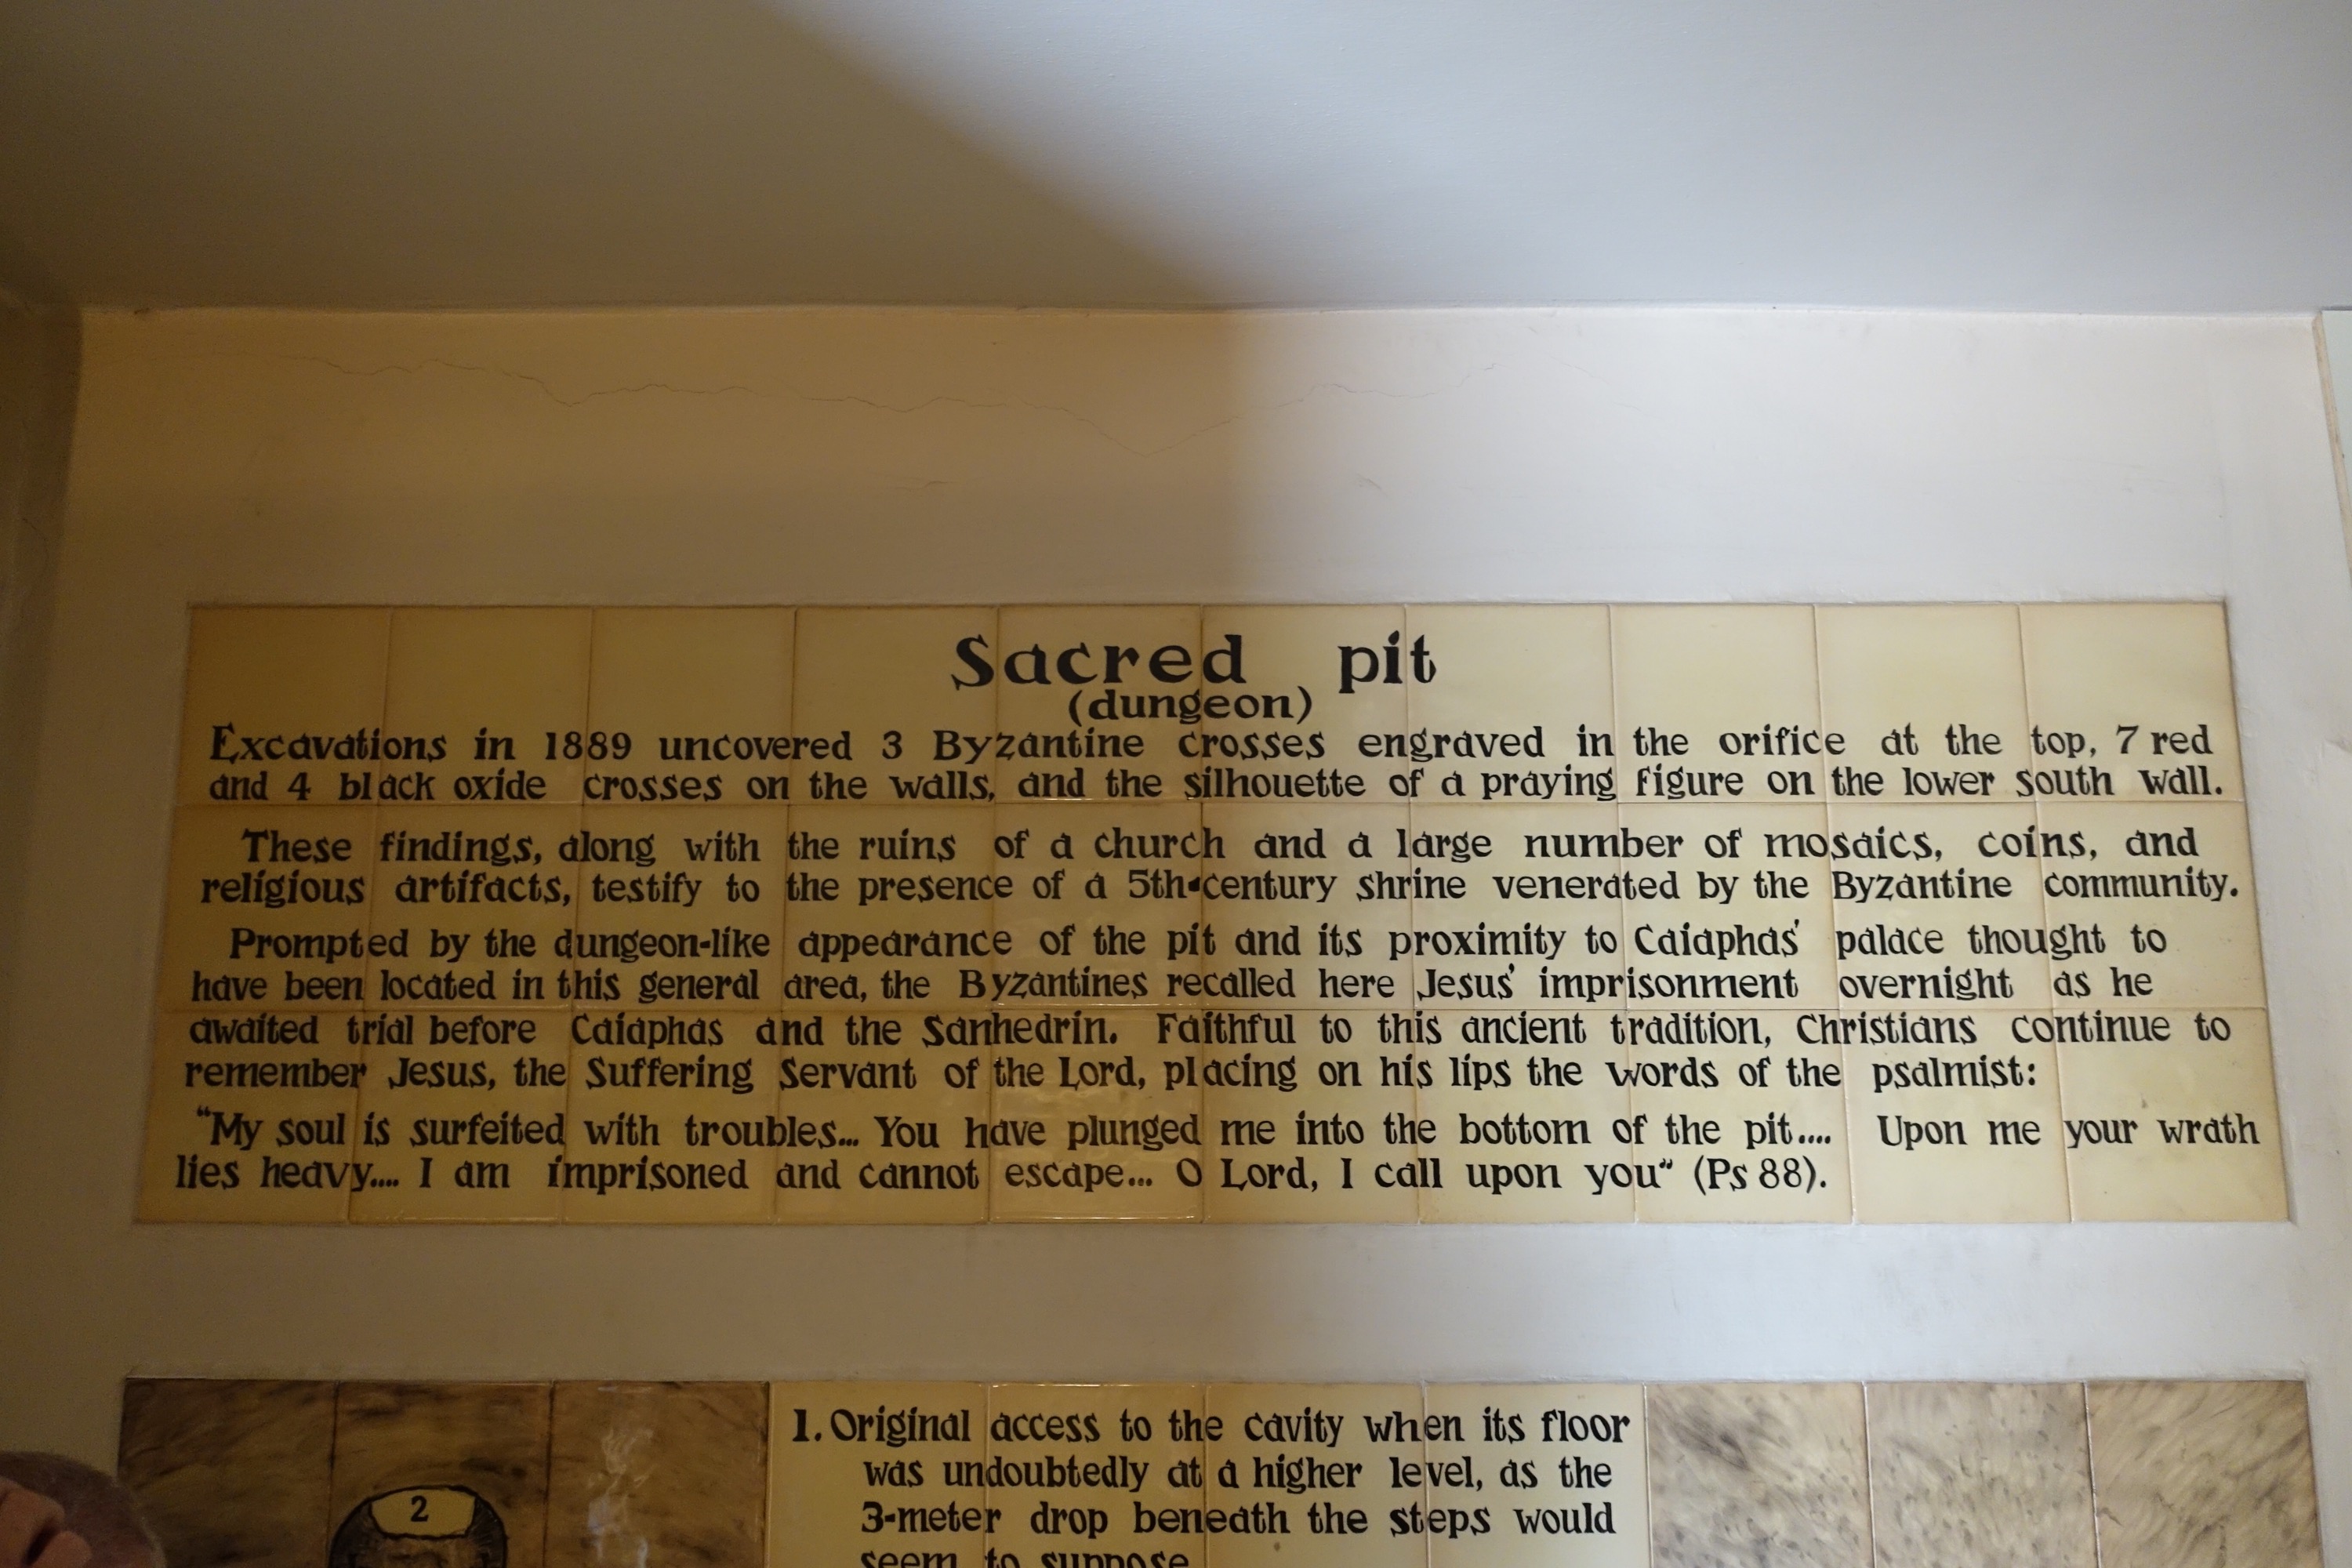 Sacred pit
(dungeon)
Excavations in 1889 uncovered 3 Byzantine crosses engraved in the orifice at the top, 7 red
and 4 black oxide crosses on the walls, and the silhouette of a praying figure on the lower south wall.
These findings, along with the ruins of a church and a large number of mosaics, coins, and
religious artifacts, testify to the presence of a 5th-century shrine venerated by the Byzantine community.
Prompted by the dungeon-like appearance of the pit and its proximity to Caiaphas' palace thought to
have been located in this general area, the Byzantines recalled here Jesus' imprisonment overnight as he
awaited trial before Caiaphas and the Sanhedrin. Faithful to this ancient tradition, Christians continue to
remember Jesus, the Suffering Servant of the Lord, placing on his lips the words of the psalmist:
"My soul is surfeited with troubles... You have plunged me into the bottom of the pit.... Upon me your wrath
lies heavy.... I am imprisoned and cannot escape... O Lord, I call upon you" (Ps 88).
1. Original access to the cavity when its floor
was undoubtedly at a higher level, as the
3-meter drop beneath the steps would
seem to suppose
2